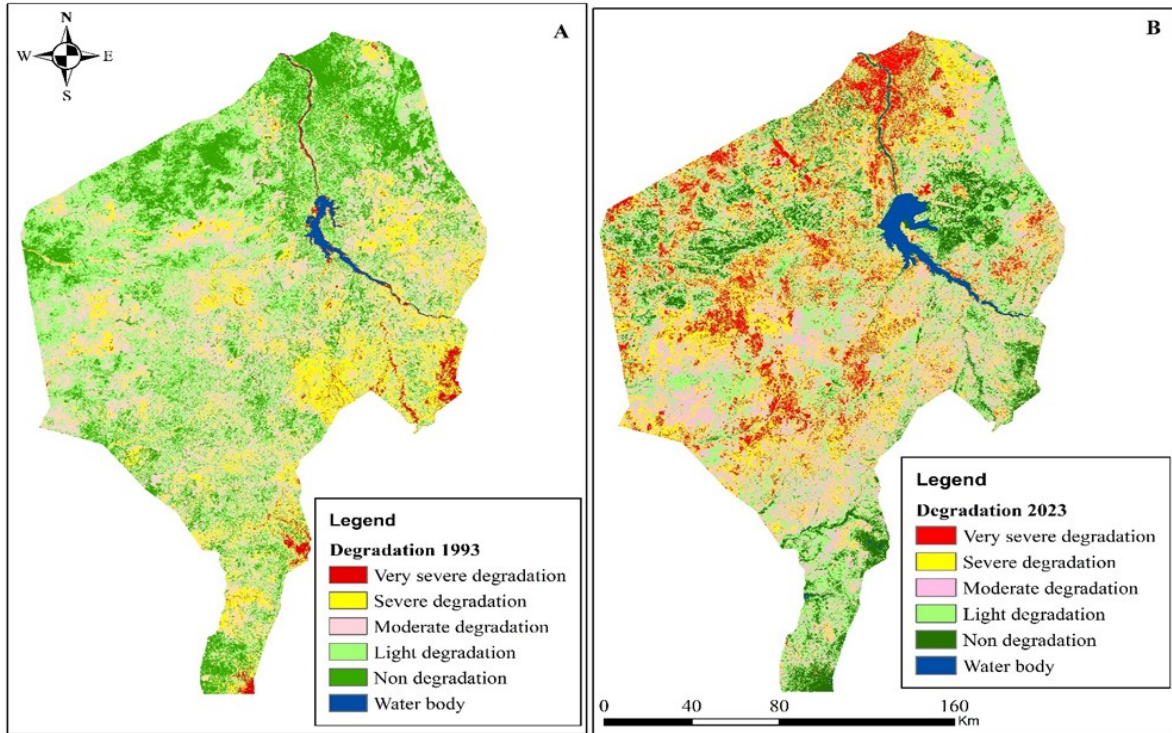 N
W E
S
A
Legend
Degradation 1993
Very severe degradation
Severe degradation
Moderate degradation
Light degradation
Non degradation
Water body
B
Legend
Degradation 2023
Very severe degradation
Severe degradation
Moderate degradation
Light degradation
Non degradation
Water body
0 40 80 160
Km